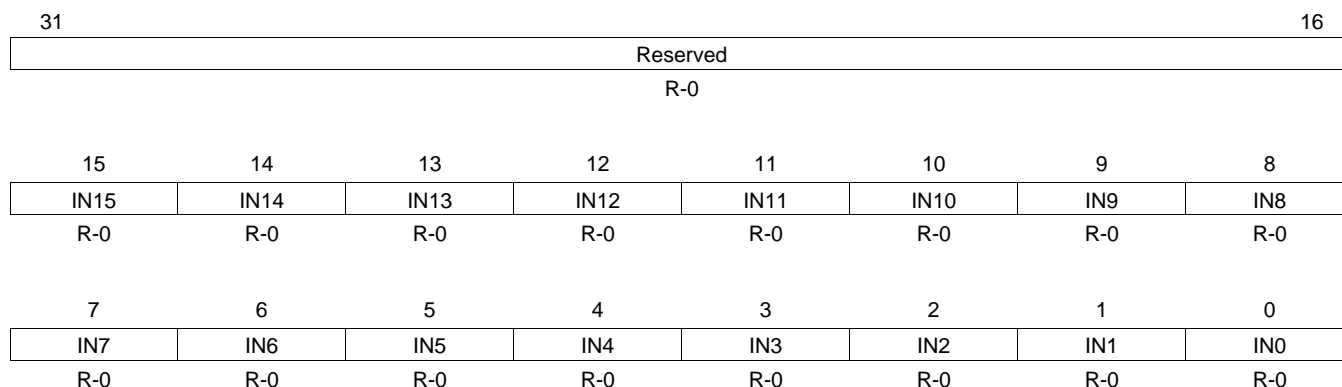 31 16
Reserved
R-0
15 14 13 12 11 10 9 8
IN15 IN14 IN13 IN12 IN11 IN10 IN9 IN8
R-0 R-0 R-0 R-0 R-0 R-0 R-0 R-0
7 6 5 4 3 2 1 0
IN7 IN6 IN5 IN4 IN3 IN2 IN1 IN0
R-0 R-0 R-0 R-0 R-0 R-0 R-0 R-0